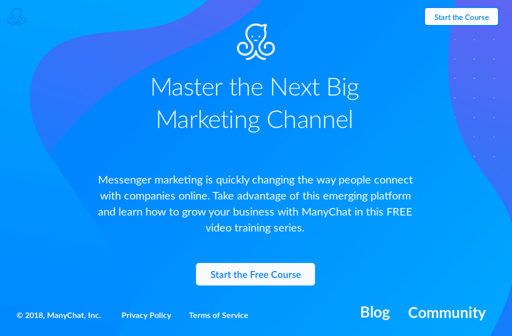 Start the Course
Master the Next Big
Marketing Channel
Messenger marketing is quickly changing the way people connect
with companies online. Take advantage of this emerging platform
and learn how to grow your business with ManyChat in this FREE
video training series.
Start the Free Course
© 2018, ManyChat, Inc.
Privacy Policy
Terms of Service
Blog
Community